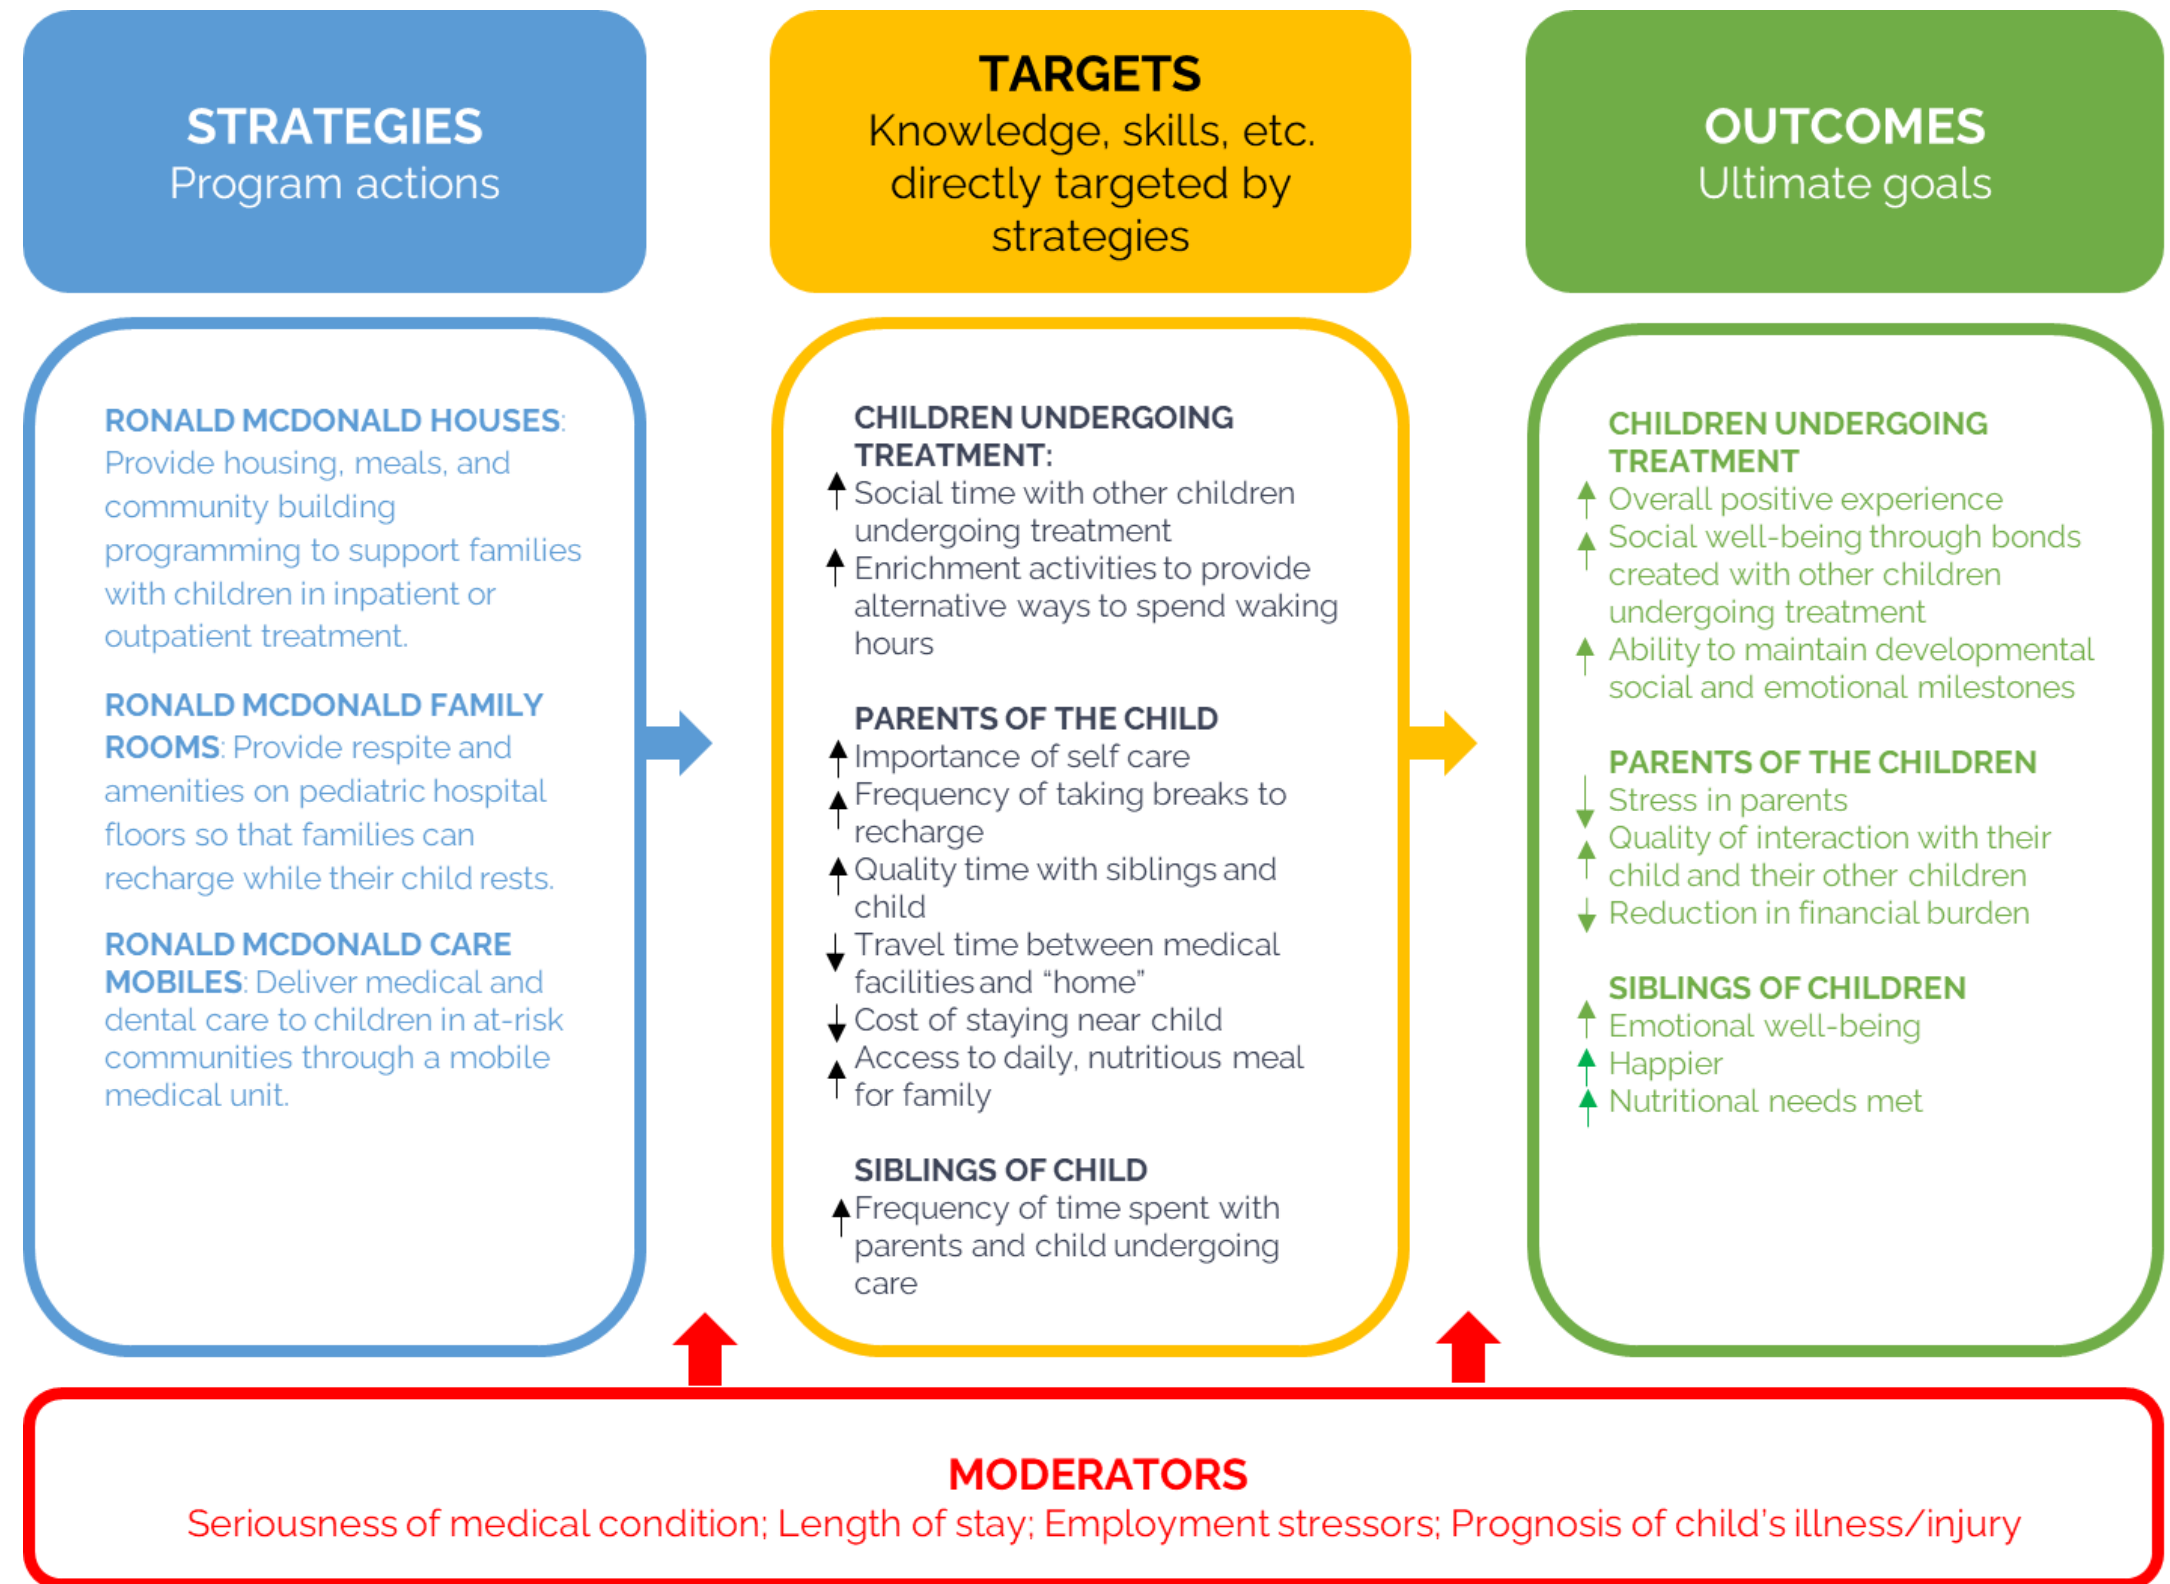 STRATEGIES
Program actions
TARGETS
Knowledge, skills, etc.
directly targeted by
strategies
OUTCOMES
Ultimate goals
RONALD MCDONALD HOUSES:
Provide housing, meals, and
community building
programming to support families
with children in inpatient or
outpatient treatment.
RONALD MCDONALD FAMILY
ROOMS: Provide respite and
amenities on pediatric hospital
floors so that families can
recharge while their child rests.
RONALD MCDONALD CARE
MOBILES: Deliver medical and
dental care to children in at-risk
communities through a mobile
medical unit.
CHILDREN UNDERGOING
TREATMENT:
Social time with other children
undergoing treatment
Enrichment activities to provide
alternative ways to spend waking
hours
PARENTS OF THE CHILD
Importance of self care
Frequency of taking breaks to
recharge
Quality time with siblings and
child
Travel time between medical
facilities and “home”
Cost of staying near child
Access to daily, nutritious meal
for family
SIBLINGS OF CHILD
Frequency of time spent with
parents and child undergoing
care
CHILDREN UNDERGOING
TREATMENT
Overall positive experience
Social well-being through bonds
created with other children
undergoing treatment
Ability to maintain developmental
social and emotional milestones
PARENTS OF THE CHILDREN
Stress in parents
Quality of interaction with their
child and their other children
Reduction in financial burden
SIBLINGS OF CHILDREN
Emotional well-being
Happier
Nutritional needs met
MODERATORS
Seriousness of medical condition; Length of stay; Employment stressors; Prognosis of child’s illness/injury